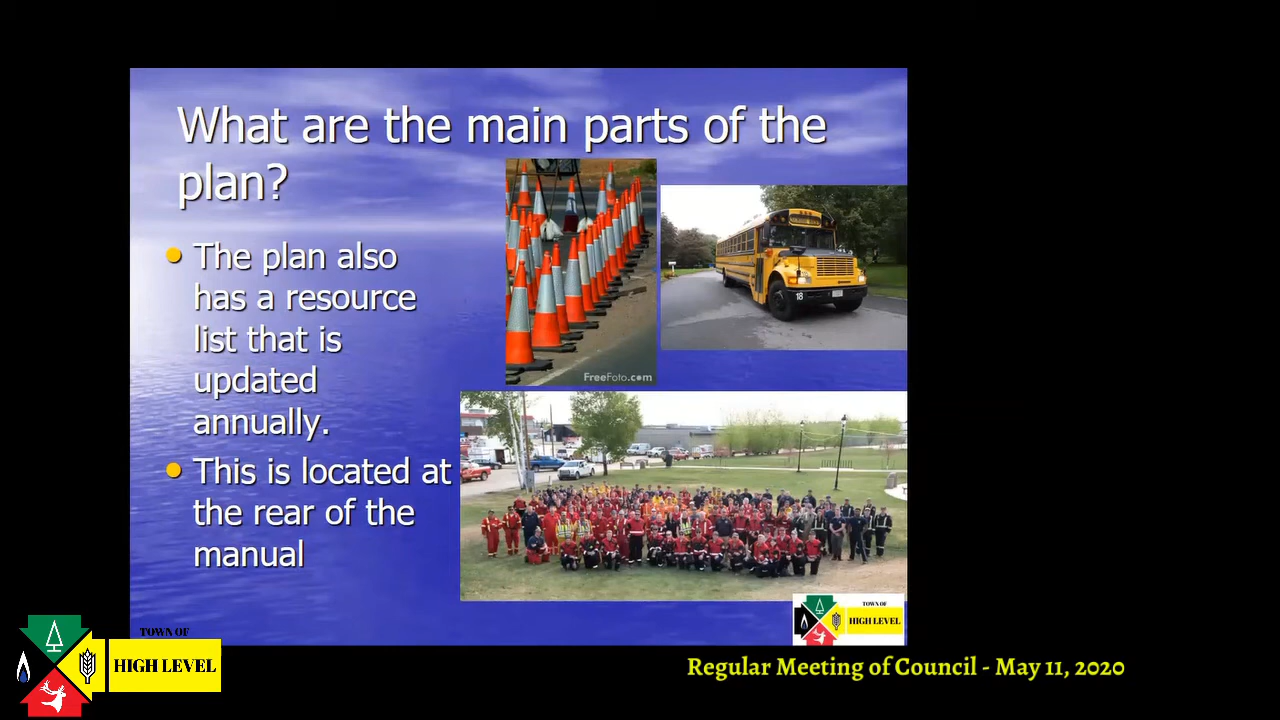 What are the main parts of the
plan?
• The plan also
has a resource
list that is
updated
annually.
• This is located at
the rear of the
manual
FreeFoto.com
18
TOWN OF
HIGH LEVEL
TOWN OF
HIGH LEVEL
Regular Meeting of Council - May 11, 2020